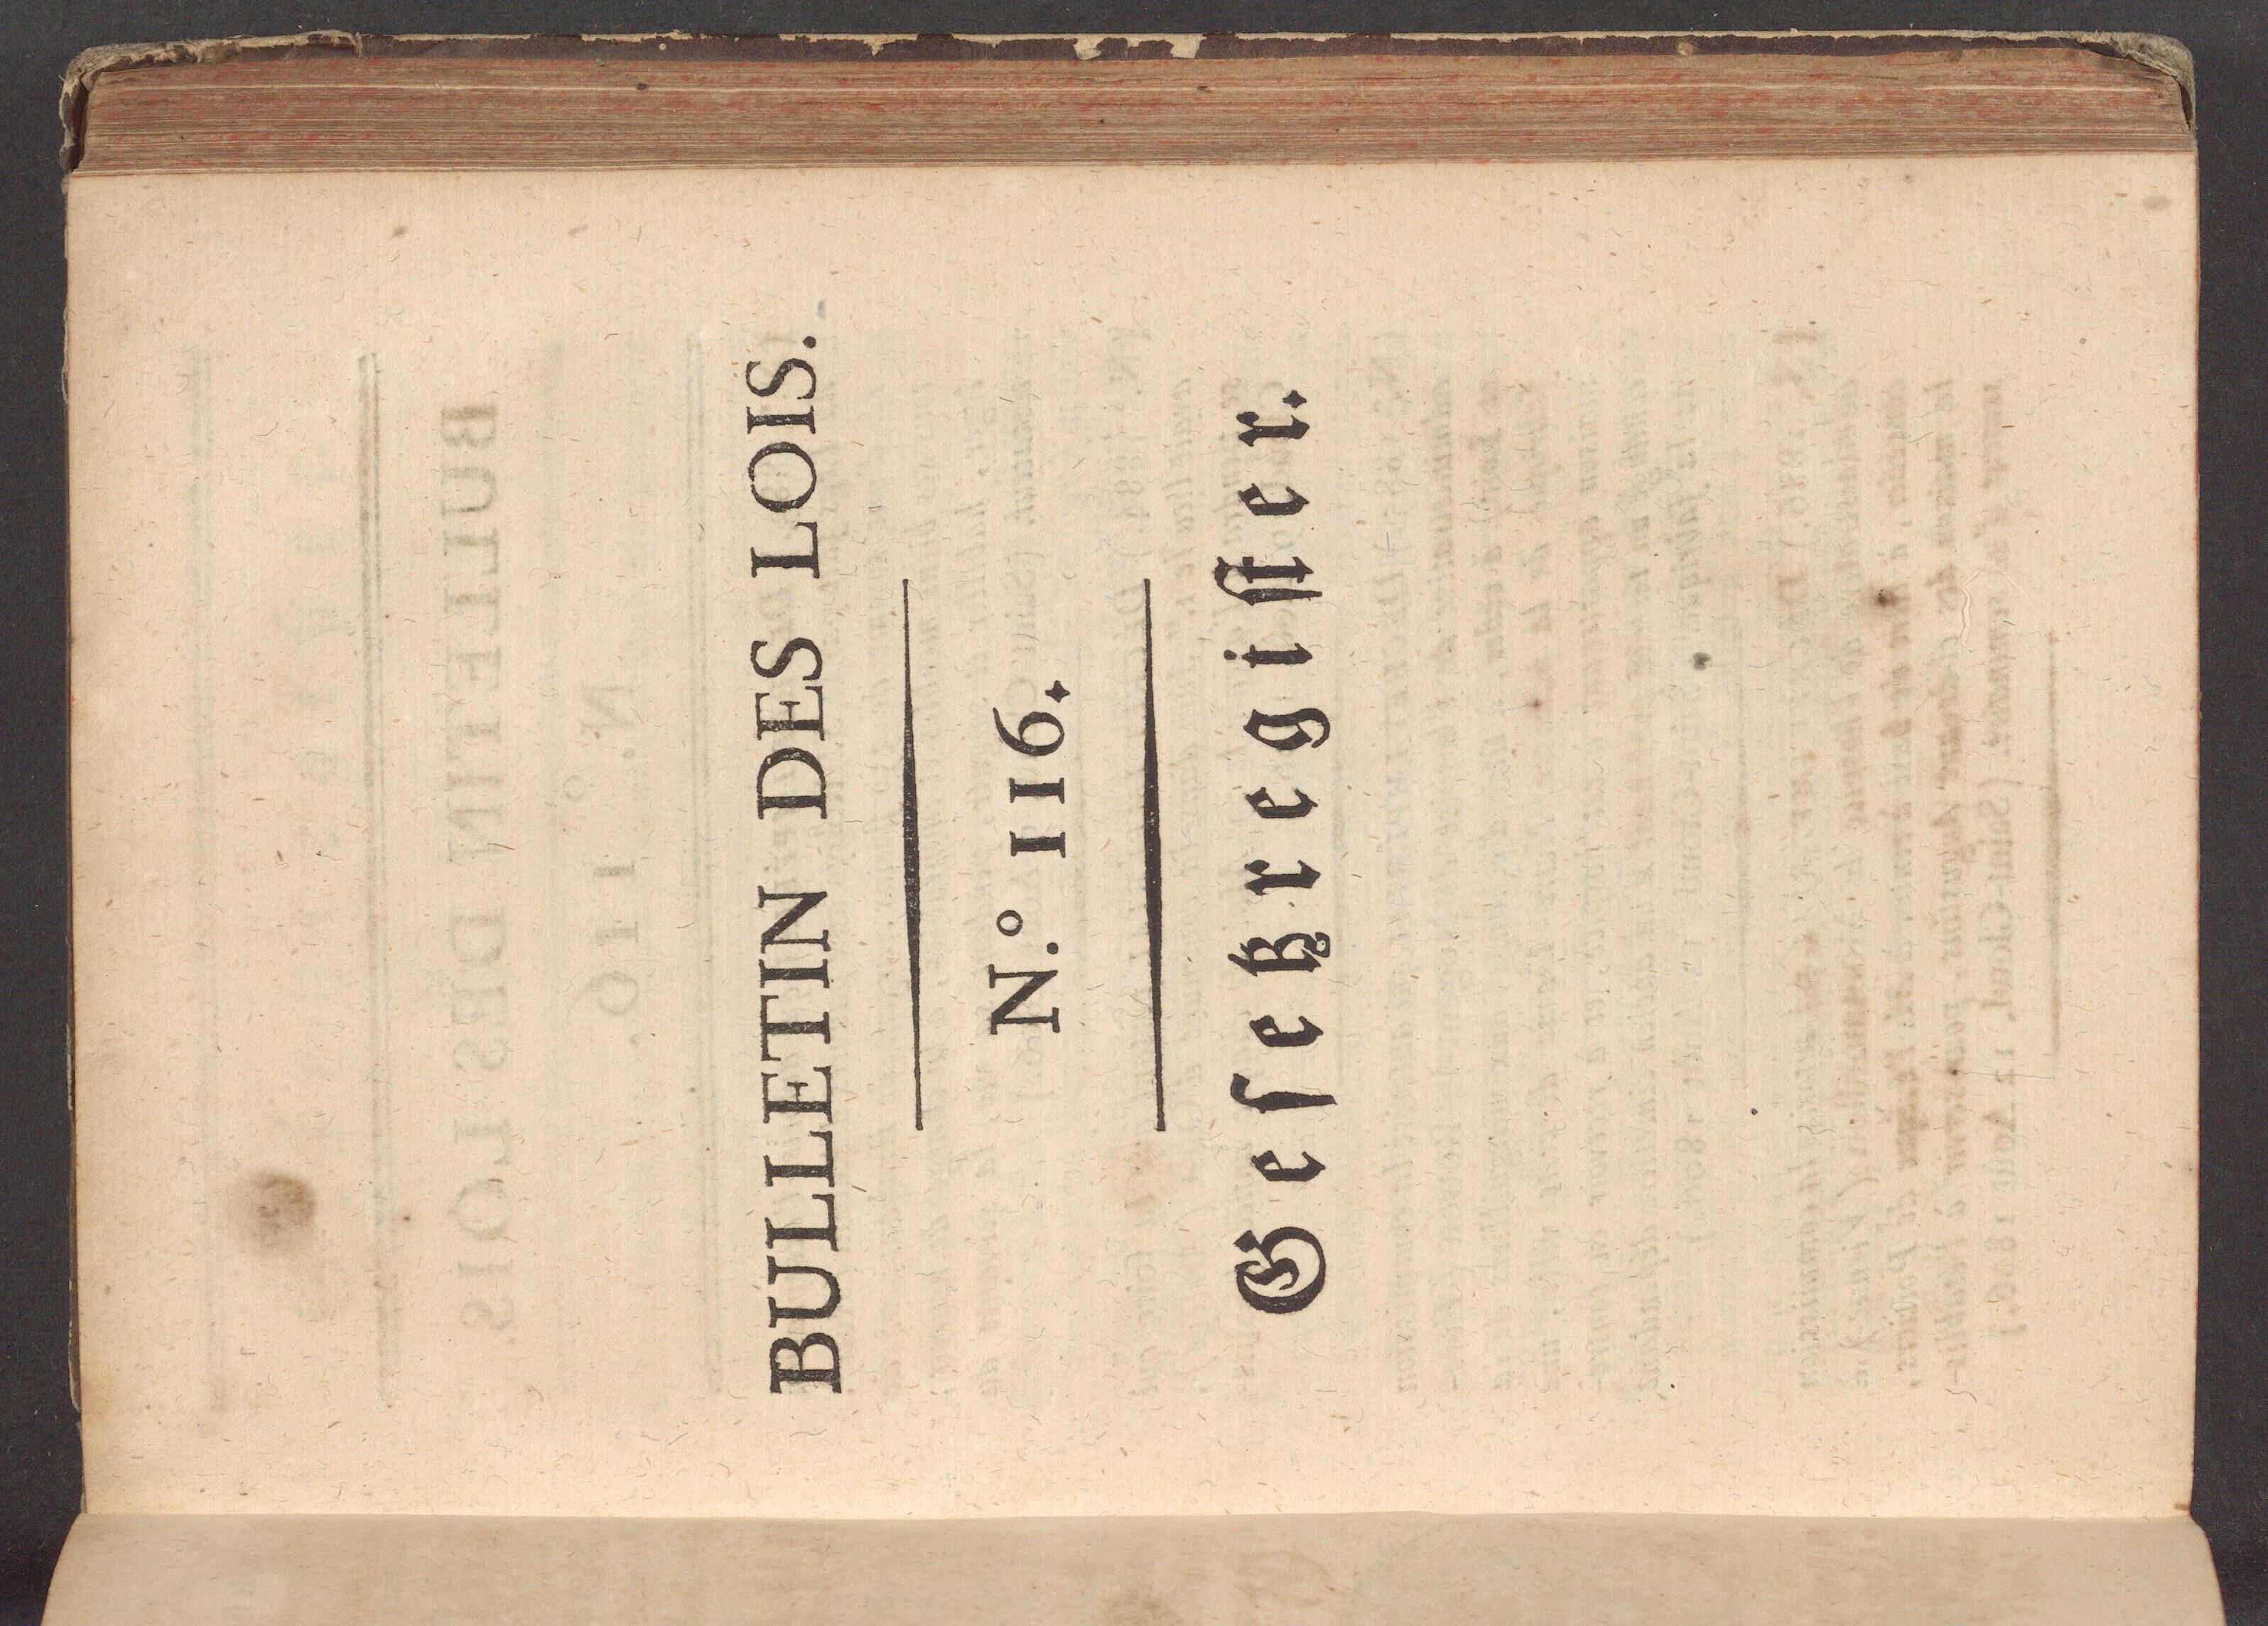 BULLETIN DES LOIS.
N.º 116.
Geſetzregiſter.